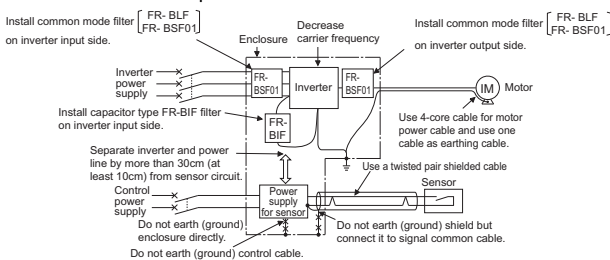 Install common mode filter
FR- BLF
FR- BSF01
on inverter input side.
Enclosure
Decrease
carrier frequency
Install common mode filter
FR- BLF
FR- BSF01
on inverter output side.
Inverter
power
supply
FR-
BSF01
Inverter
FR-
BSF01
IM
Motor
Install capacitor type FR-BIF filter
on inverter input side.
FR-
BIF
Use 4-core cable for motor
power cable and use one
cable as earthing cable.
Separate inverter and power
line by more than 30cm (at
least 10cm) from sensor circuit.
Use a twisted pair shielded cable
Sensor
Control
power
supply
Power
supply
for sensor
Do not earth (ground)
enclosure directly.
Do not earth (ground) shield but
connect it to signal common cable.
Do not earth (ground) control cable.